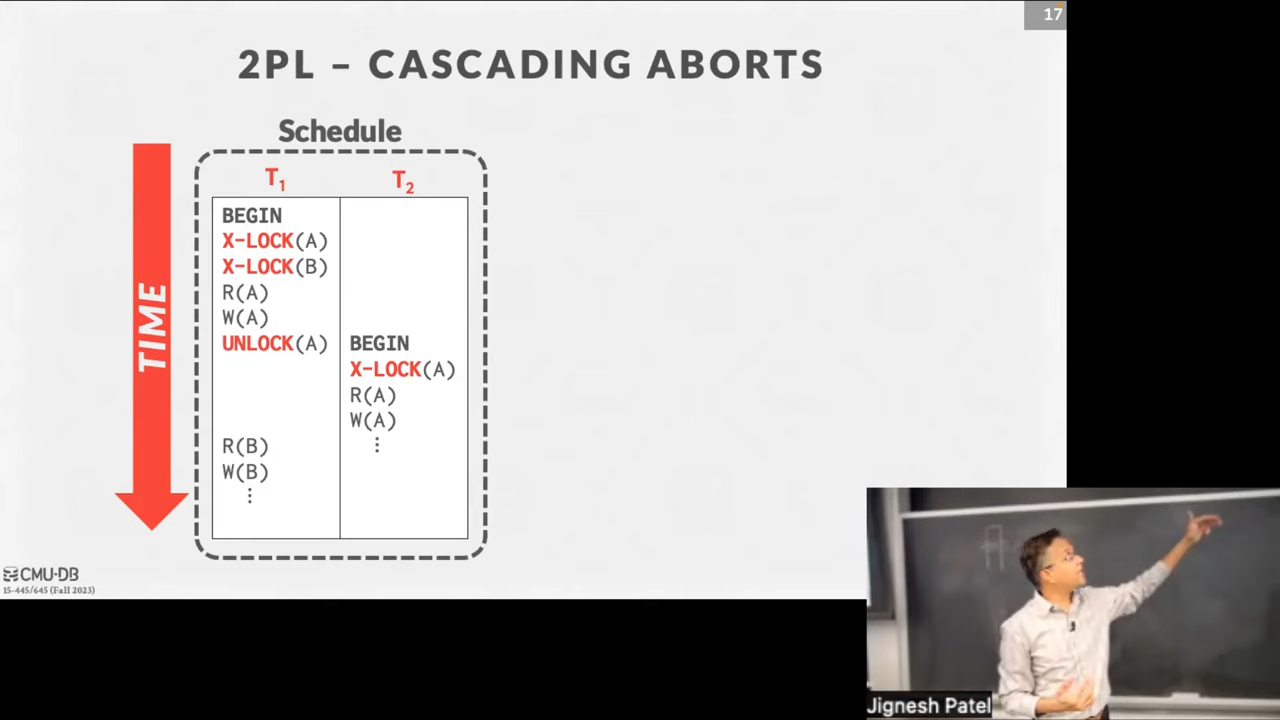 17
2PL – CASCADING ABORTS
Schedule
TIME
T1 T2
BEGIN
X-LOCK(A)
X-LOCK(B)
R(A)
W(A)
UNLOCK(A) BEGIN
X-LOCK(A)
R(A)
W(A)
R(B) ⋮
W(B)
⋮
CMU·DB
15-445/645 (Fall 2023)
A
Jignesh Patel